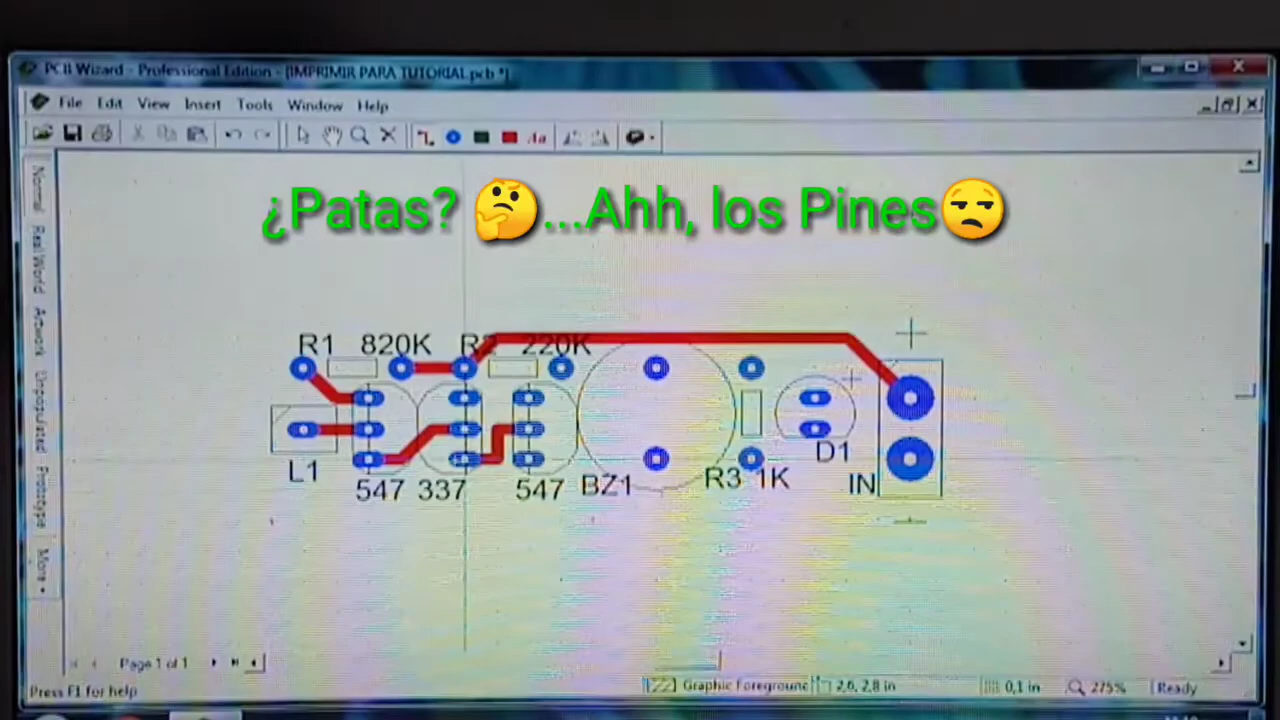 PCB Wizard - Professional Edition - [IMPRIMIR PARA TUTORIAL.pcb *]
File Edit View Insert Tools Window Help
Aa
Normal
Real World
Artwork
Unpopulated
Prototype
More
¿Patas? 🤔...Ahh, los Pines😒
R1 820K R2 220K
L1
547 337 547 BZ1 R3 1K D1 IN
Page 1 of 1
Press F1 for help
Graphic Foreground 2,6, 2,8 in 0,1 in 275% Ready